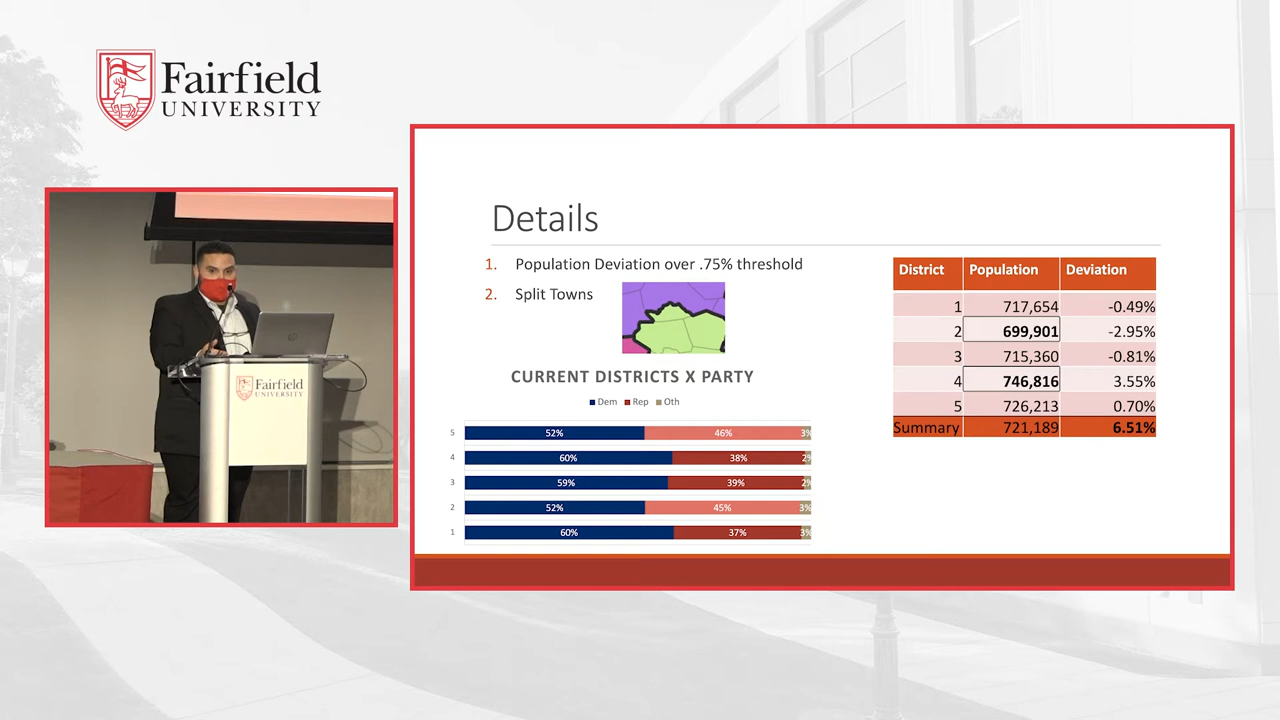 Fairfield
UNIVERSITY
Fairfield
UNIVERSITY
Details
1. Population Deviation over .75% threshold
2. Split Towns
CURRENT DISTRICTS X PARTY
Dem Rep Oth
5 52% 46% 3%
4 60% 38% 2%
3 59% 39% 2%
2 52% 45% 3%
1 60% 37% 3%
District Population Deviation
1 717,654 -0.49%
2 699,901 -2.95%
3 715,360 -0.81%
4 746,816 3.55%
5 726,213 0.70%
Summary 721,189 6.51%